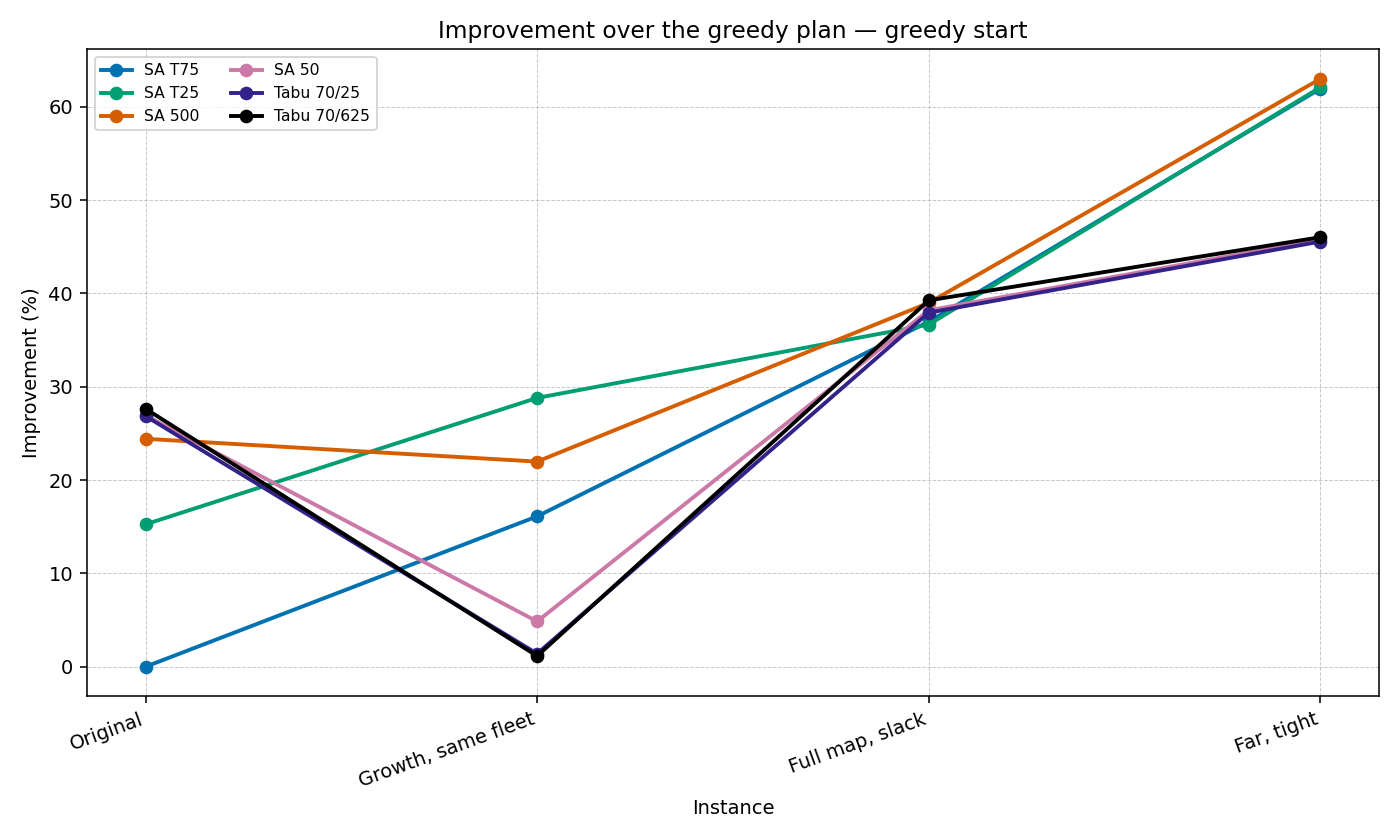 Improvement over the greedy plan — greedy start
SA T75
SA T25
SA 500
SA 50
Tabu 70/25
Tabu 70/625
Improvement (%)
60
50
40
30
20
10
0
Original
Growth, same fleet
Full map, slack
Far, tight
Instance